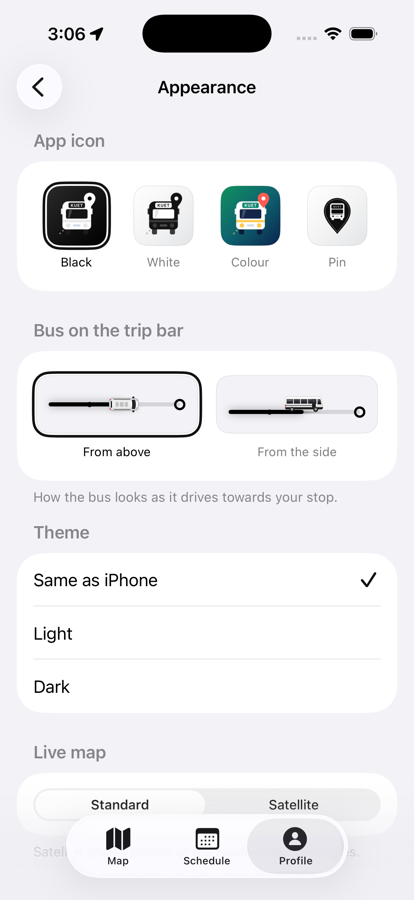 3:06
Appearance
App icon
KUET
KUET
KUET
Black
White
Colour
Pin
Bus on the trip bar
From above
From the side
How the bus looks as it drives towards your stop.
Theme
Same as iPhone
Light
Dark
Live map
Standard
Satellite
Map
Schedule
Profile